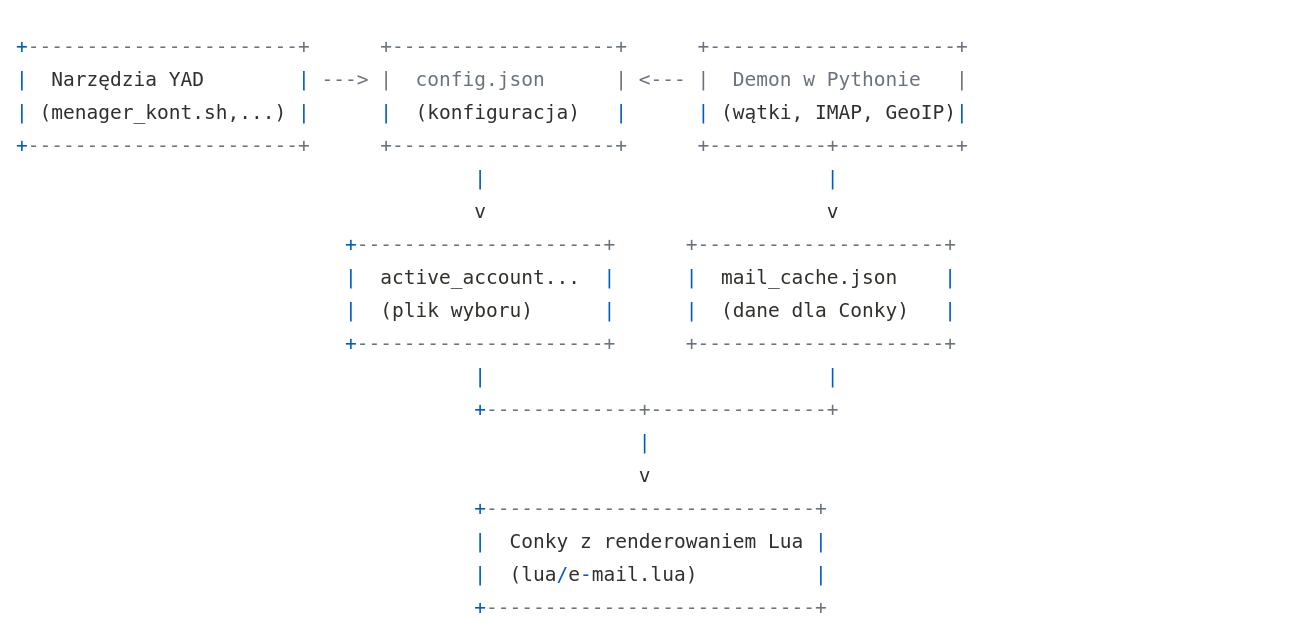 +-----------------------+      +-------------------+      +---------------------+
|  Narzędzia YAD        | ---> |  config.json      | <--- |  Demon w Pythonie   |
| (menager_kont.sh,...) |      |  (konfiguracja)   |      | (wątki, IMAP, GeoIP)|
+-----------------------+      +-------------------+      +----------+----------+
                                       |                             |
                                       v                             v
                            +---------------------+      +---------------------+
                            |  active_account...  |      |  mail_cache.json    |
                            |  (plik wyboru)      |      |  (dane dla Conky)   |
                            +---------------------+      +---------------------+
                                       |                             |
                                       +-------------+---------------+
                                                     |
                                                     v
                                       +----------------------------+
                                       |  Conky z renderowaniem Lua |
                                       |  (lua/e-mail.lua)          |
                                       +----------------------------+